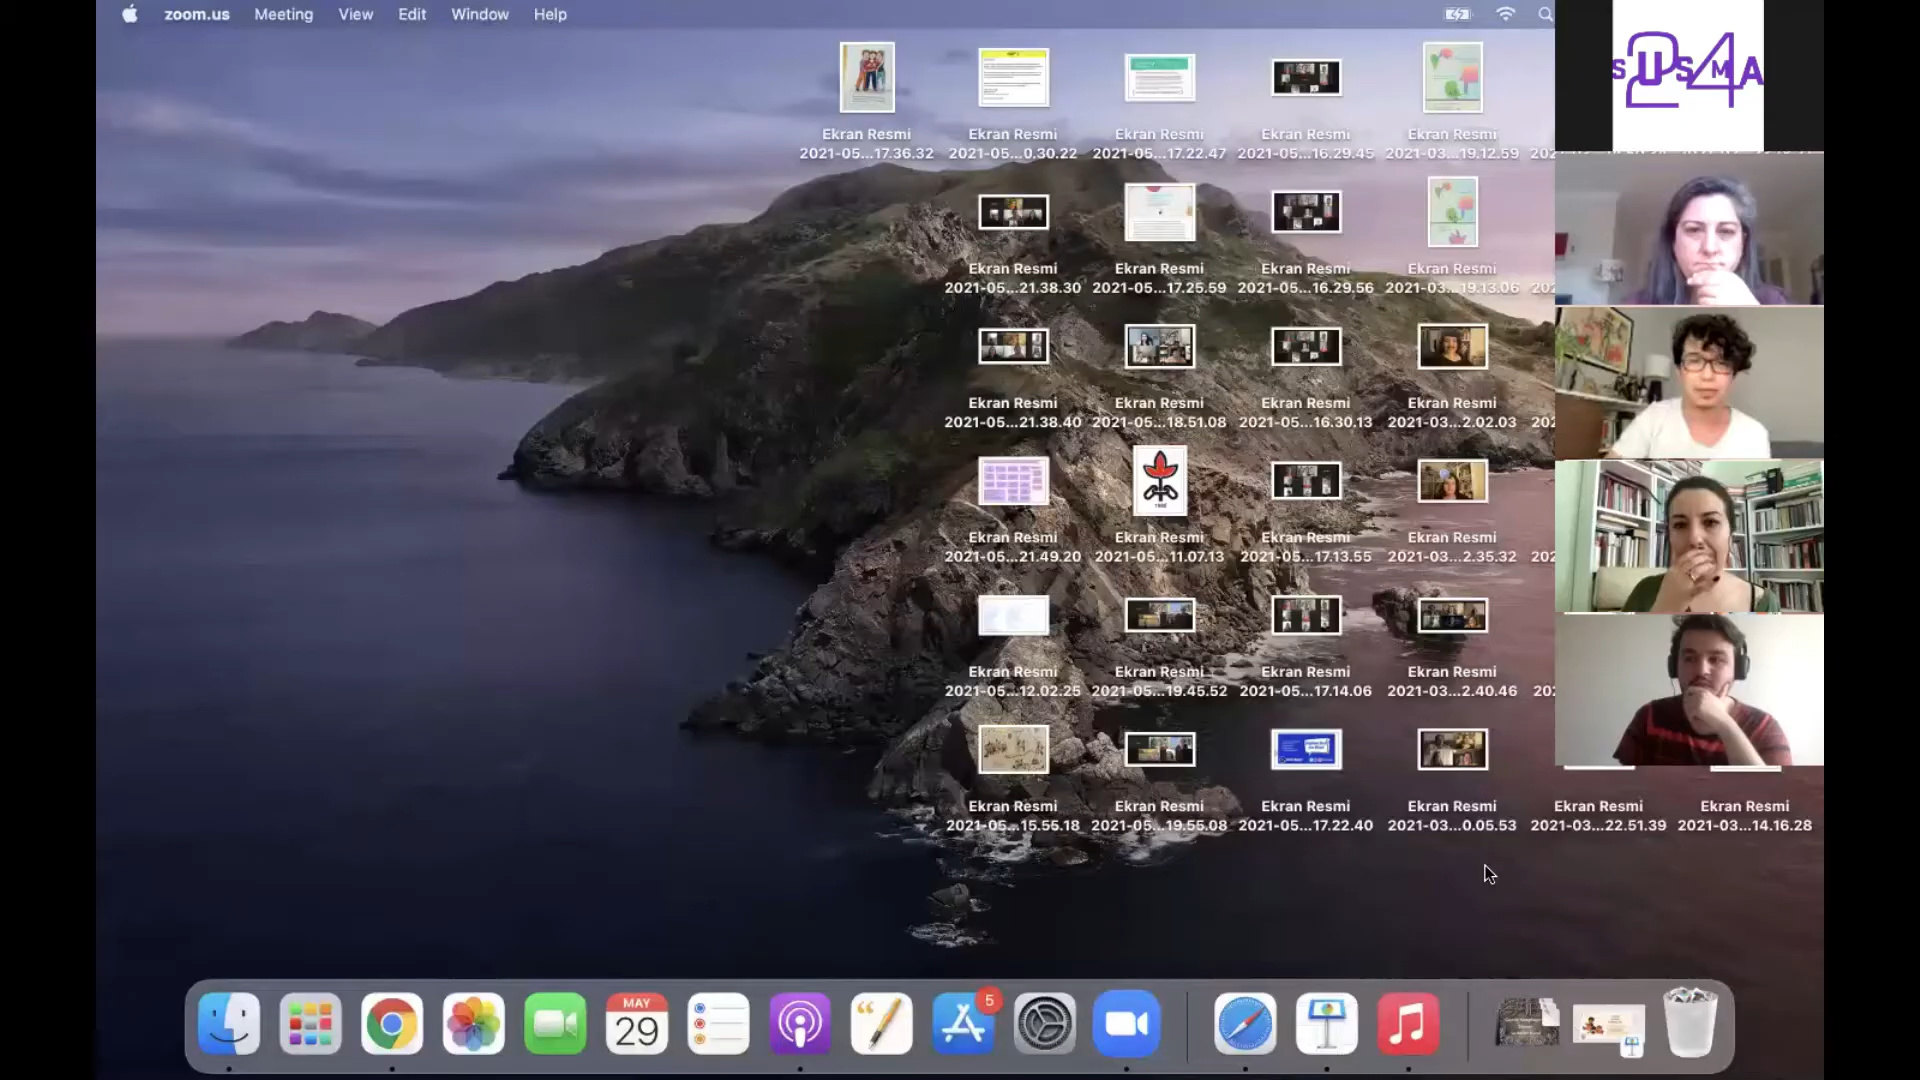 zoom.us Meeting View Edit Window Help
SUSMA
24
Ekran Resmi
2021-05...17.36.32
Ekran Resmi
2021-05...0.30.22
Ekran Resmi
2021-05...17.22.47
Ekran Resmi
2021-05...16.29.45
Ekran Resmi
2021-03...19.12.59
Ekran Resmi
2021-05...21.38.30
Ekran Resmi
2021-05...17.25.59
Ekran Resmi
2021-05...16.29.56
Ekran Resmi
2021-03...19.13.06
Ekran Resmi
2021-05...21.38.40
Ekran Resmi
2021-05...18.51.08
Ekran Resmi
2021-05...16.30.13
Ekran Resmi
2021-03...2.02.03
Ekran Resmi
2021-05...21.49.20
Ekran Resmi
2021-05...11.07.13
Ekran Resmi
2021-05...17.13.55
Ekran Resmi
2021-03...2.35.32
Ekran Resmi
2021-05...12.02.25
Ekran Resmi
2021-05...19.45.52
Ekran Resmi
2021-05...17.14.06
Ekran Resmi
2021-03...2.40.46
Ekran Resmi
2021-05...15.55.18
Ekran Resmi
2021-05...19.55.08
Ekran Resmi
2021-05...17.22.40
Ekran Resmi
2021-03...0.05.53
Ekran Resmi
2021-03...22.51.39
Ekran Resmi
2021-03...14.16.28
MAY
29
5